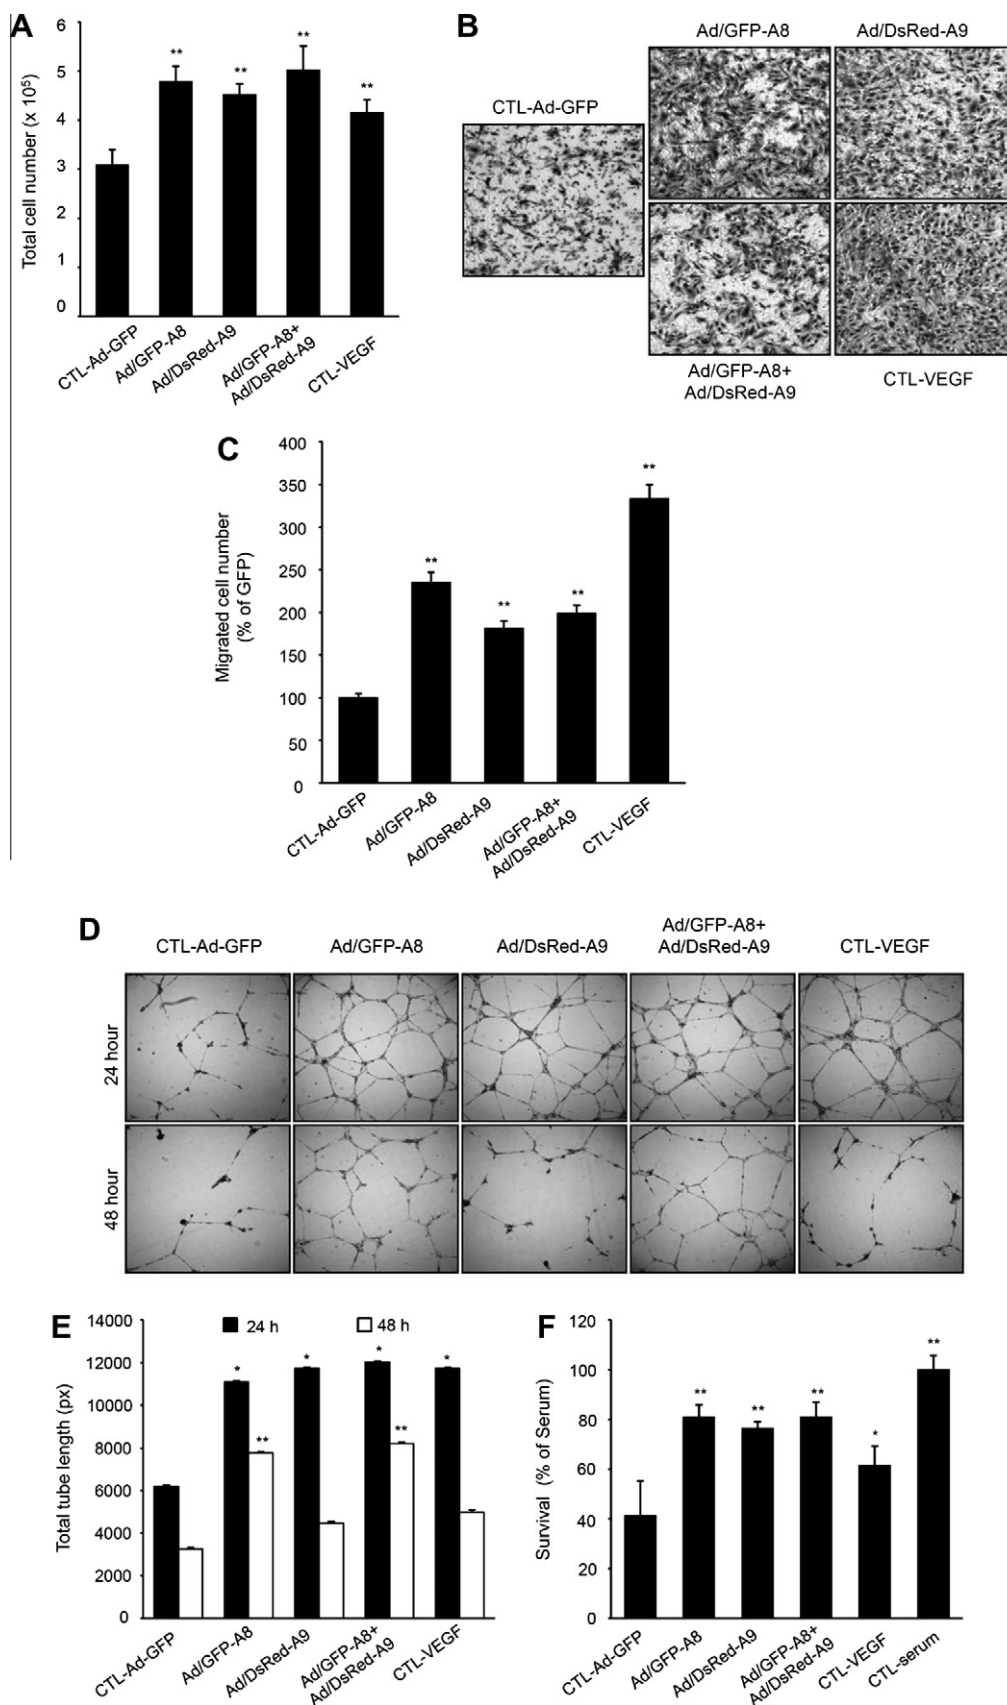 A
Total cell number (x 10⁵)
6
5
4
3
2
1
0
**
**
**
**
CTL-Ad-GFP
Ad/GFP-A8
Ad/DsRed-A9
Ad/GFP-A8+
Ad/DsRed-A9
CTL-VEGF
B
CTL-Ad-GFP
Ad/GFP-A8
Ad/DsRed-A9
Ad/GFP-A8+
Ad/DsRed-A9
CTL-VEGF
C
Migrated cell number
(% of GFP)
400
350
300
250
200
150
100
50
0
**
**
**
**
CTL-Ad-GFP
Ad/GFP-A8
Ad/DsRed-A9
Ad/GFP-A8+
Ad/DsRed-A9
CTL-VEGF
D
CTL-Ad-GFP
Ad/GFP-A8
Ad/DsRed-A9
Ad/GFP-A8+
Ad/DsRed-A9
CTL-VEGF
24 hour
48 hour
E
Total tube length (px)
14000
12000
10000
8000
6000
4000
2000
0
24 h
48 h
*
**
*
*
**
*
CTL-Ad-GFP
Ad/GFP-A8
Ad/DsRed-A9
Ad/GFP-A8+
Ad/DsRed-A9
CTL-VEGF
F
Survival (% of Serum)
120
100
80
60
40
20
0
**
**
**
*
**
CTL-Ad-GFP
Ad/GFP-A8
Ad/DsRed-A9
Ad/GFP-A8+
Ad/DsRed-A9
CTL-VEGF
CTL-serum